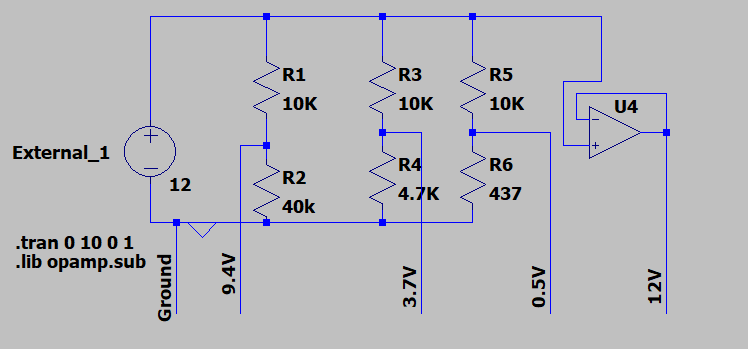 R1
10K
R3
10K
R5
10K
U4
External_1
12
R2
40k
R4
4.7K
R6
437
.tran 0 10 0 1
.lib opamp.sub
Ground
9.4V
3.7V
0.5V
12V